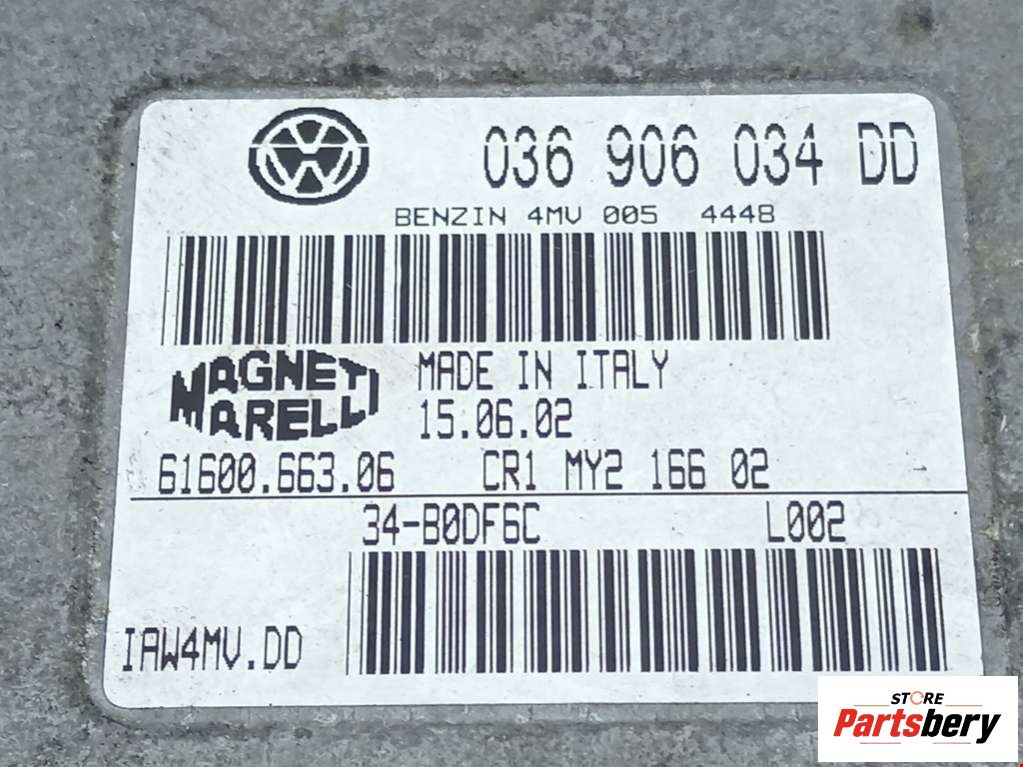 036 906 034 DD
BENZIN 4MV 005 4448
MAGNETI
MARELLI
MADE IN ITALY
15.06.02
61600.663.06 CR1 MY2 166 02
34-B0DF6C L002
IAW4MV.DD
STORE
Partsbery